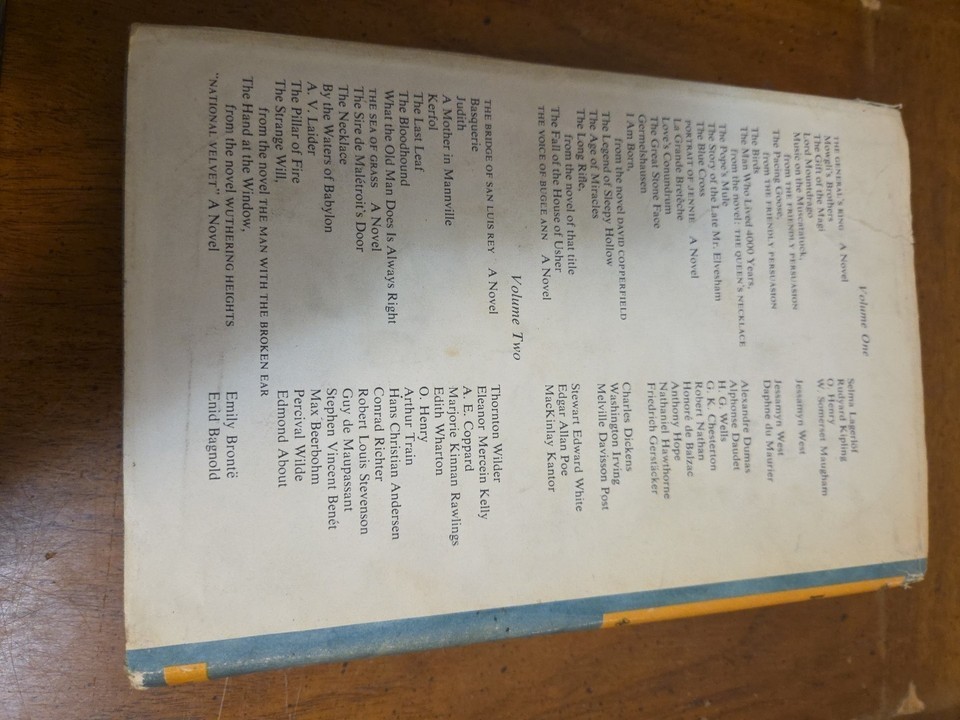 Volume One
THE GENERAL'S RING A Novel Selma Lagerlöf
Mowgli's Brothers Rudyard Kipling
The Gift of the Magi O. Henry
Lord Mountdrago W. Somerset Maugham
Music on the Muscatatuck,
from THE FRIENDLY PERSUASION Jessamyn West
The Pacing Goose,
from THE FRIENDLY PERSUASION Jessamyn West
The Birds Daphne du Maurier
The Man Who Lived 4000 Years,
from the novel: THE QUEEN'S NECKLACE Alexandre Dumas
The Pope's Mule Alphonse Daudet
The Story of the Late Mr. Elvesham H. G. Wells
The Blue Cross G. K. Chesterton
PORTRAIT OF JENNIE A Novel Robert Nathan
La Grande Bretèche Honoré de Balzac
Love's Conundrum Anthony Hope
The Great Stone Face Nathaniel Hawthorne
Germelshausen Friedrich Gerstäcker
I Am Born,
from the novel DAVID COPPERFIELD Charles Dickens
The Legend of Sleepy Hollow Washington Irving
The Age of Miracles Melville Davisson Post
The Long Rifle,
from the novel of that title Stewart Edward White
The Fall of the House of Usher Edgar Allan Poe
THE VOICE OF BUGLE ANN A Novel MacKinlay Kantor
Volume Two
THE BRIDGE OF SAN LUIS REY A Novel Thornton Wilder
Basquerie Eleanor Mercein Kelly
Judith A. E. Coppard
A Mother in Mannville Marjorie Kinnan Rawlings
Kerfol Edith Wharton
The Last Leaf O. Henry
The Bloodhound Arthur Train
What the Old Man Does Is Always Right Hans Christian Andersen
THE SEA OF GRASS A Novel Conrad Richter
The Sire de Malétroit's Door Robert Louis Stevenson
The Necklace Guy de Maupassant
By the Waters of Babylon Stephen Vincent Benét
A. V. Laider Max Beerbohm
The Pillar of Fire Percival Wilde
The Strange Will,
from the novel THE MAN WITH THE BROKEN EAR Edmond About
The Hand at the Window,
from the novel WUTHERING HEIGHTS Emily Brontë
"NATIONAL VELVET" A Novel Enid Bagnold